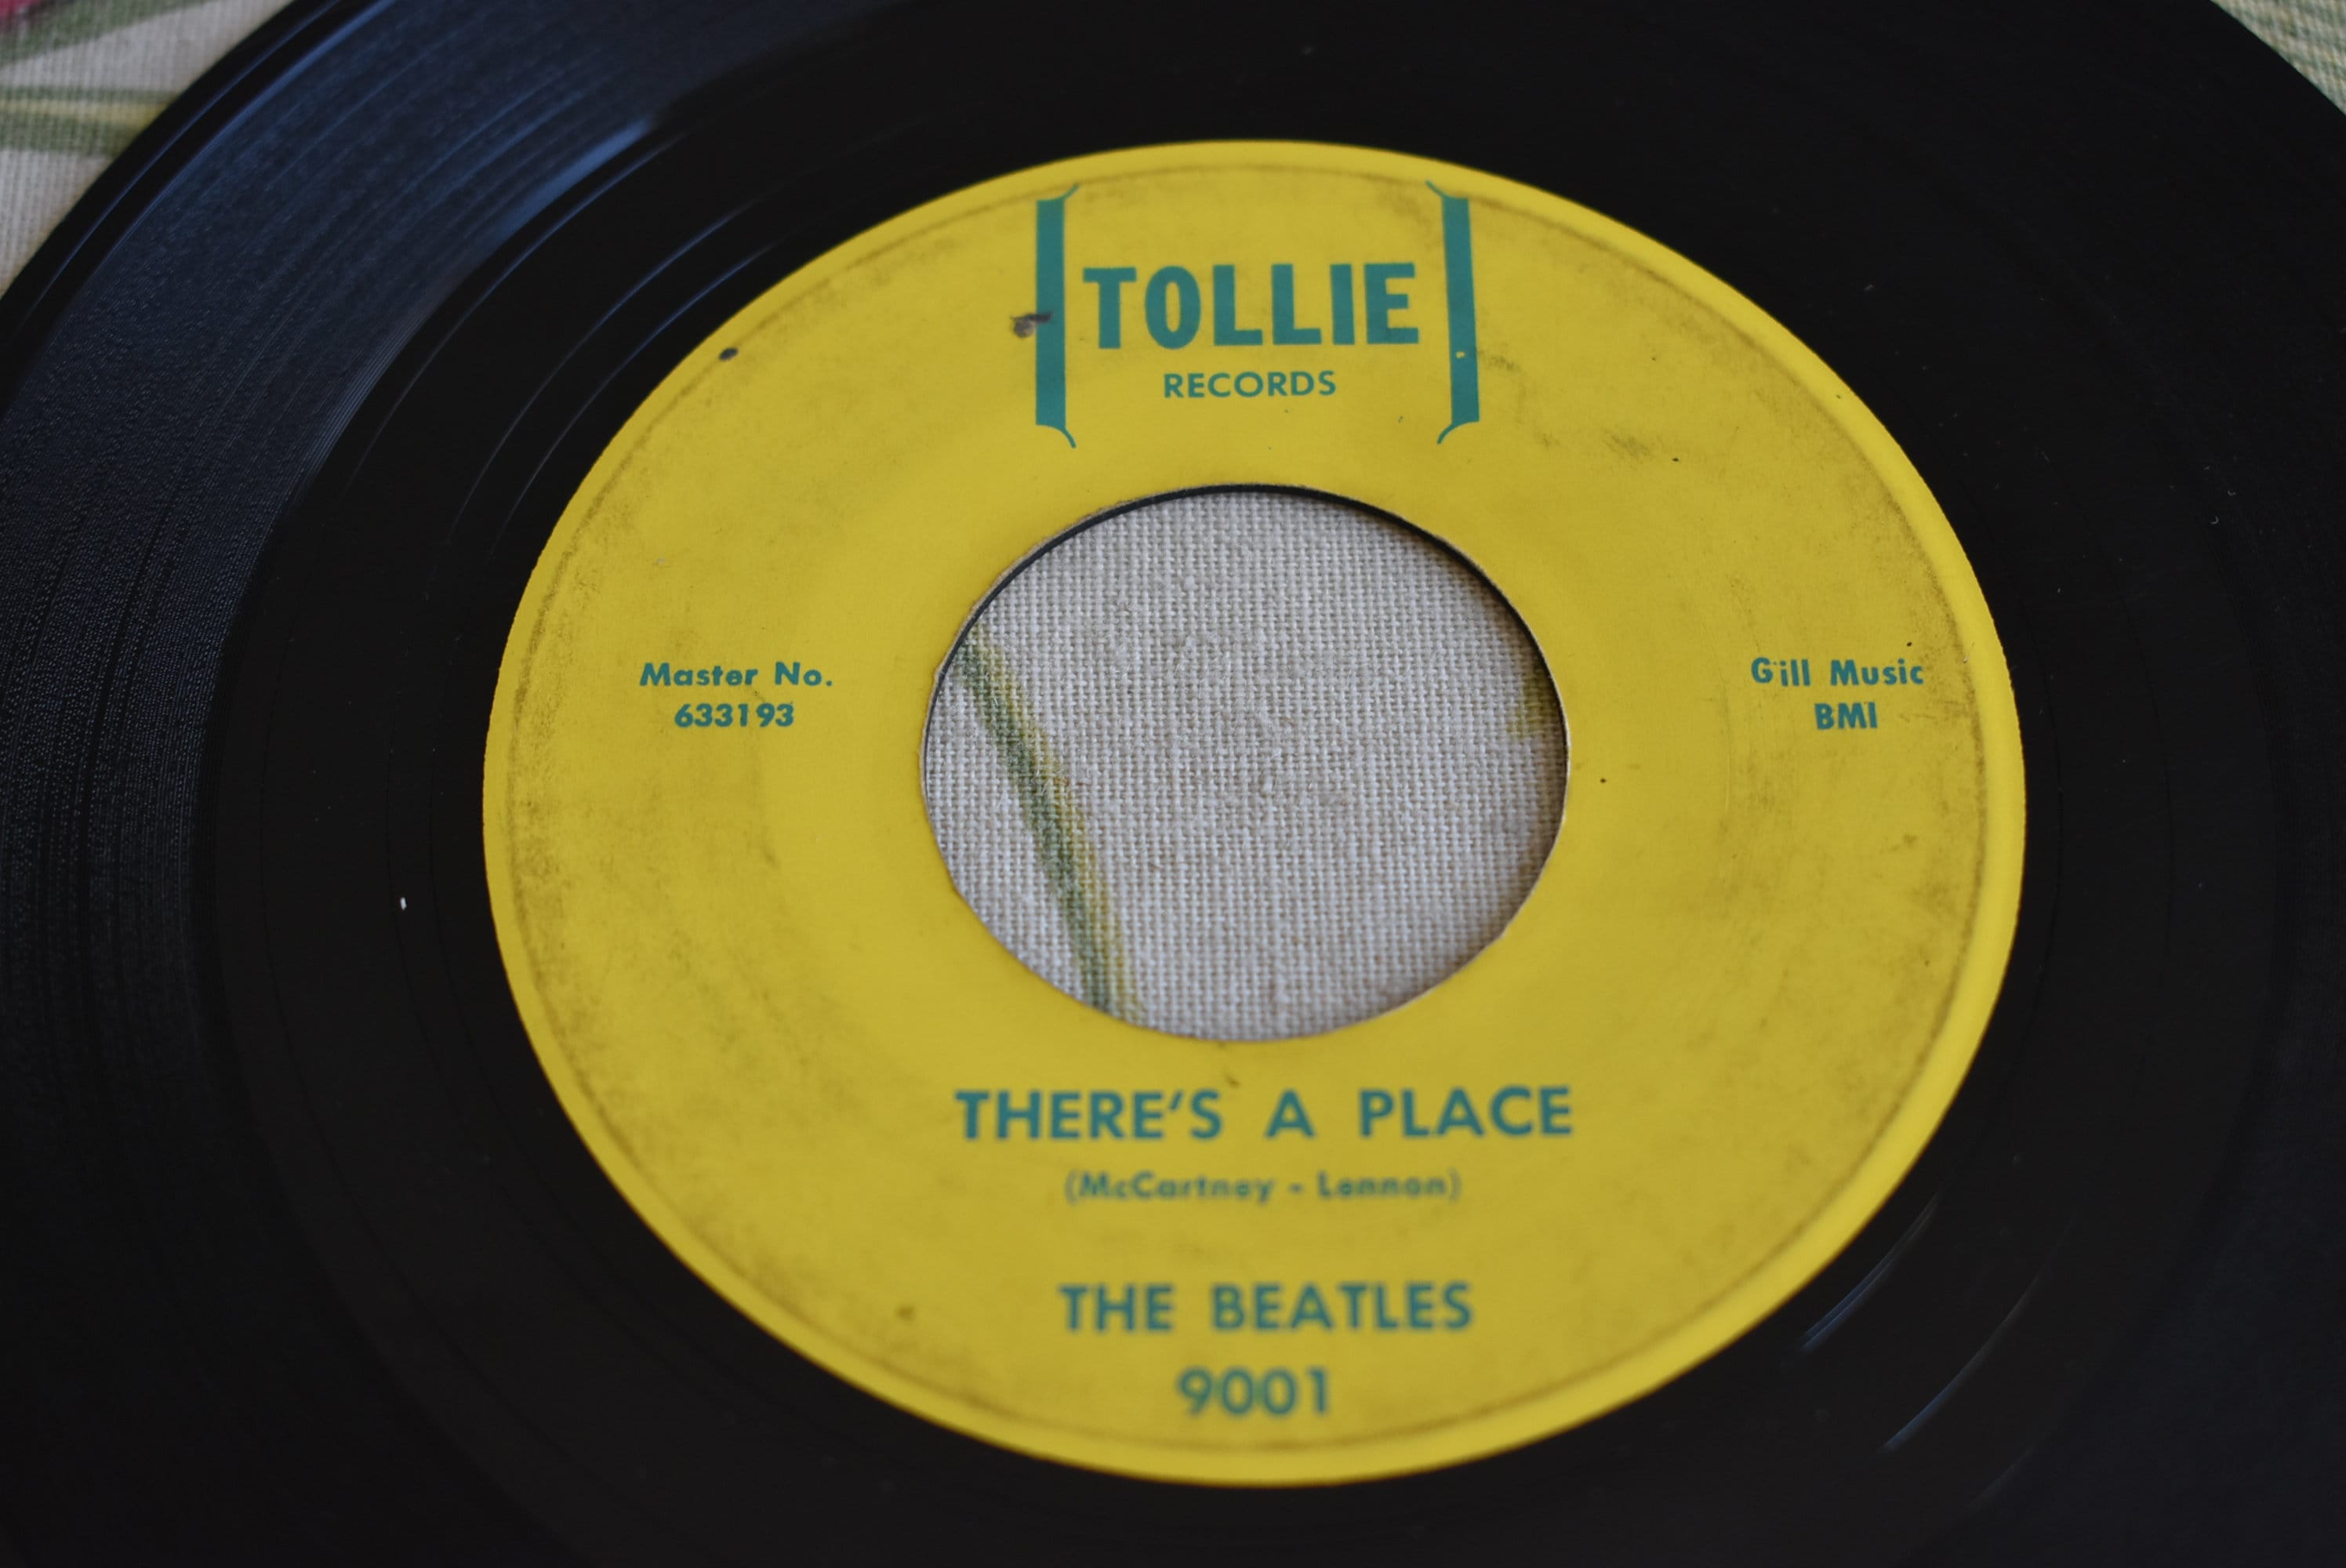 TOLLIE
RECORDS
Master No.
633193
Gill Music
BMI
THERE'S A PLACE
(McCartney - Lennon)
THE BEATLES
9001